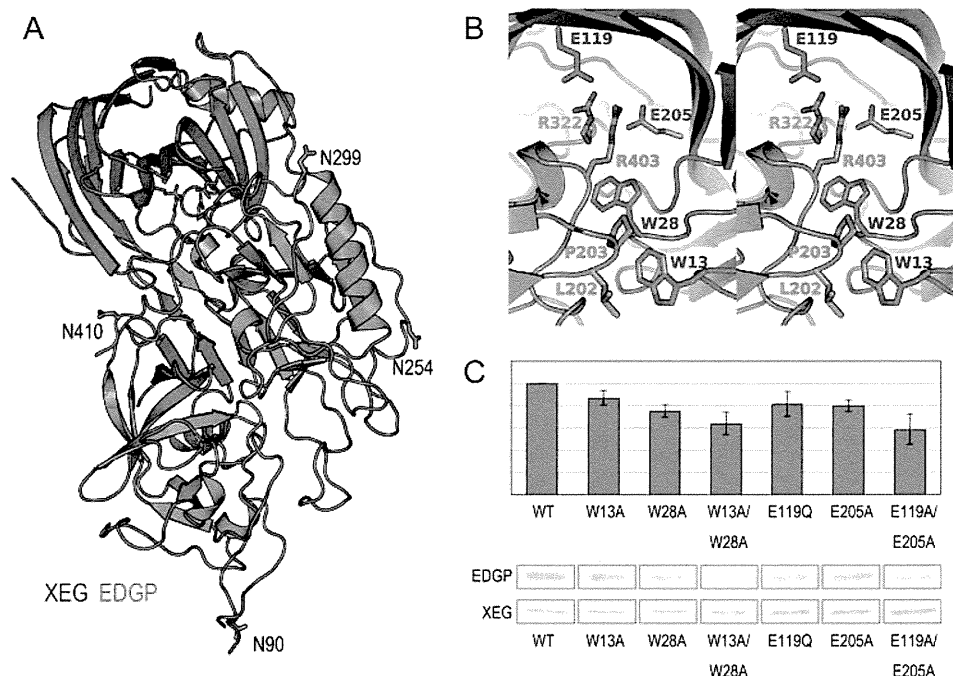 A
N299
N410
N254
XEG EDGP
N90
B
E119
E205
R322
R403
W28
P203
W13
L202
E119
E205
R322
R403
W28
P203
W13
L202
C
WT W13A W28A W13A/ E119Q E205A E119A/
W28A E205A
EDGP
XEG
WT W13A W28A W13A/ E119Q E205A E119A/
W28A E205A